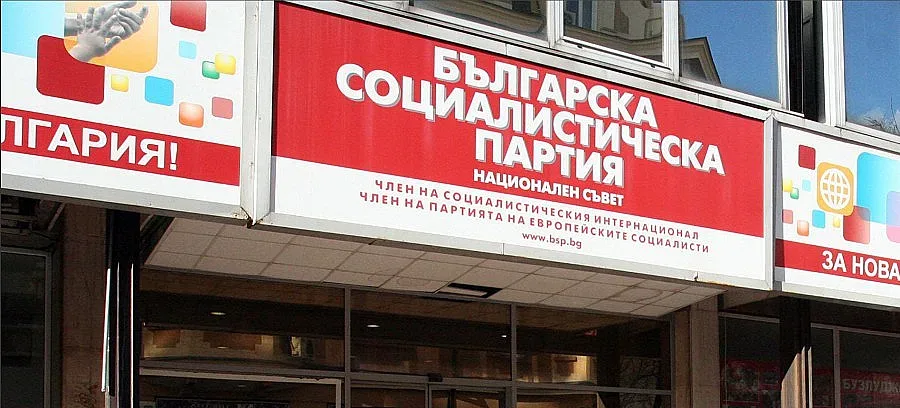 ЛГАРИЯ!
БЪЛГАРСКА
СОЦИАЛИСТИЧЕСКА
ПАРТИЯ
НАЦИОНАЛЕН СЪВЕТ
ЧЛЕН НА СОЦИАЛИСТИЧЕСКИЯ ИНТЕРНАЦИОНАЛ
ЧЛЕН НА ПАРТИЯТА НА ЕВРОПЕЙСКИТЕ СОЦИАЛИСТИ
www.bsp.bg
ЗА НОВА
БУЗЛУДЖ